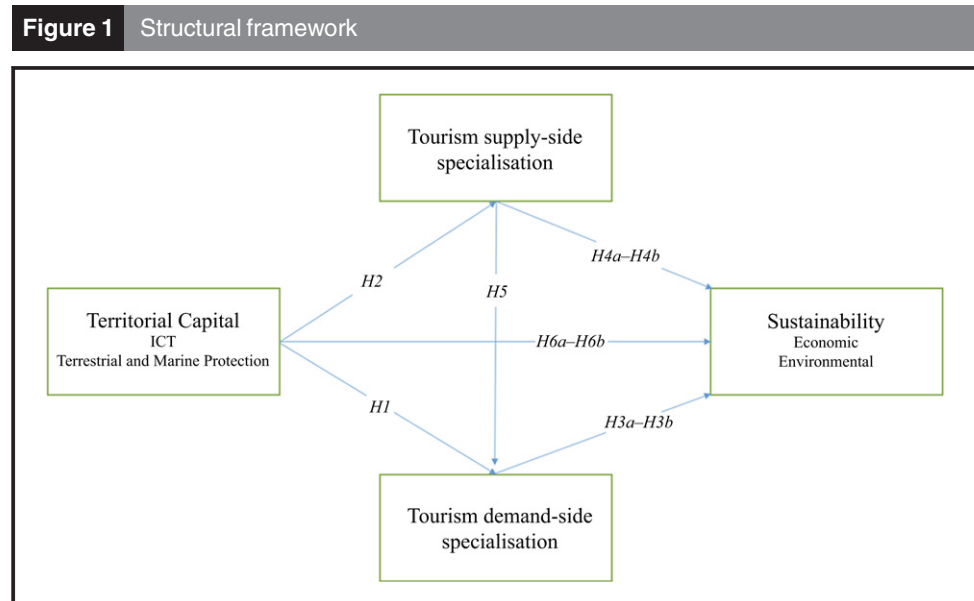 Figure 1 Structural framework
Tourism supply-side
specialisation
H4a–H4b
H2
H5
Territorial Capital
ICT
Terrestrial and Marine Protection
H6a–H6b
Sustainability
Economic
Environmental
H1
H3a–H3b
Tourism demand-side
specialisation